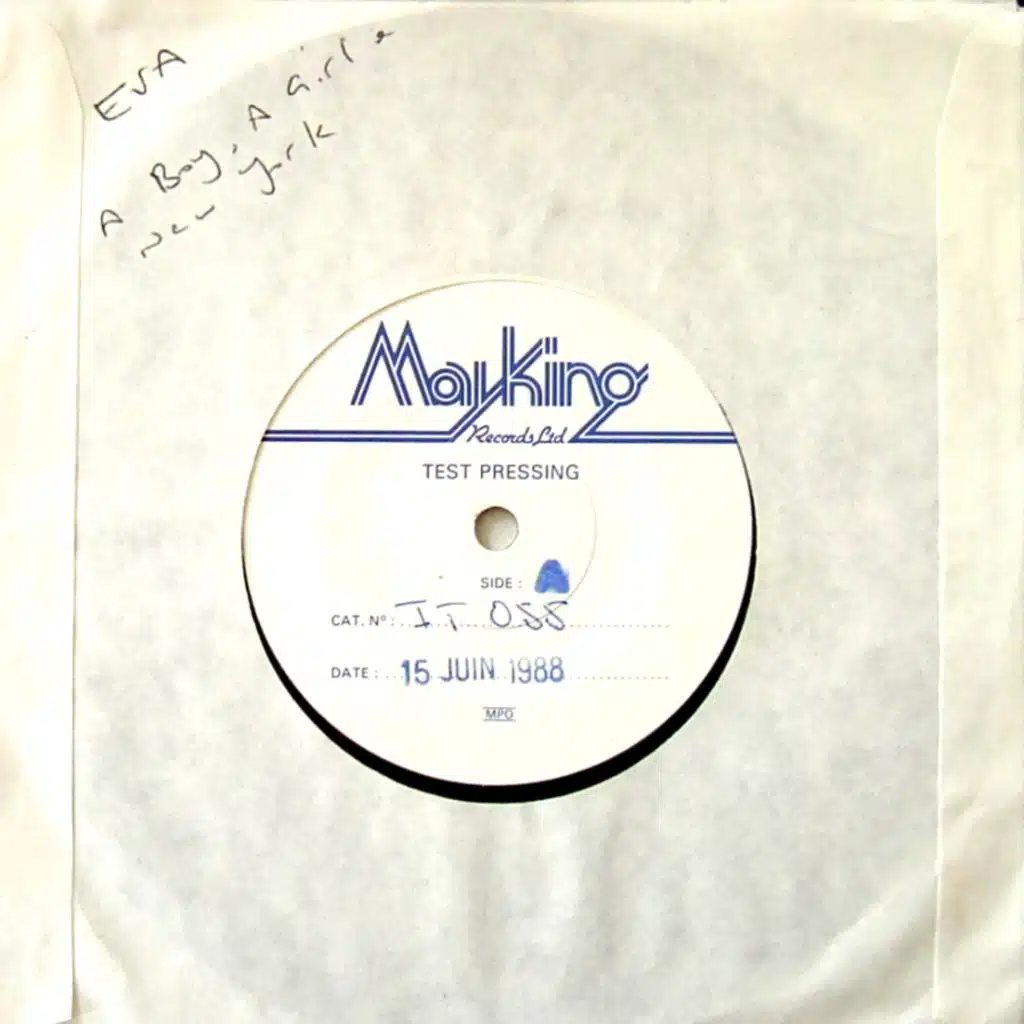 EVA
A Boy, A Girl &
New York
Mayking
Records Ltd
TEST PRESSING
SIDE : A
CAT. Nº : IT 055
DATE : 15 JUIN 1988
MPO